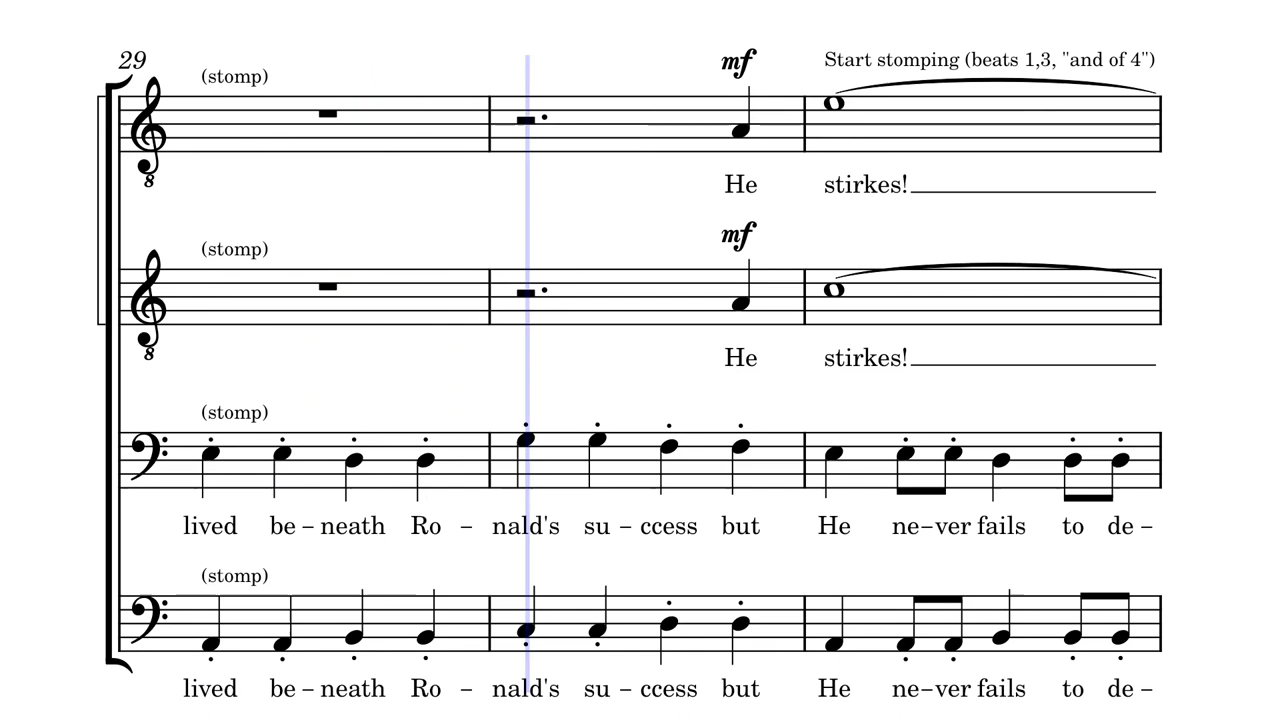 29
(stomp)
mf
Start stomping (beats 1,3, "and of 4")
8
He stirkes!
(stomp)
mf
8
He stirkes!
(stomp)
lived be – neath Ro – nald's su – ccess but He ne – ver fails to de –
(stomp)
lived be – neath Ro – nald's su – ccess but He ne – ver fails to de –